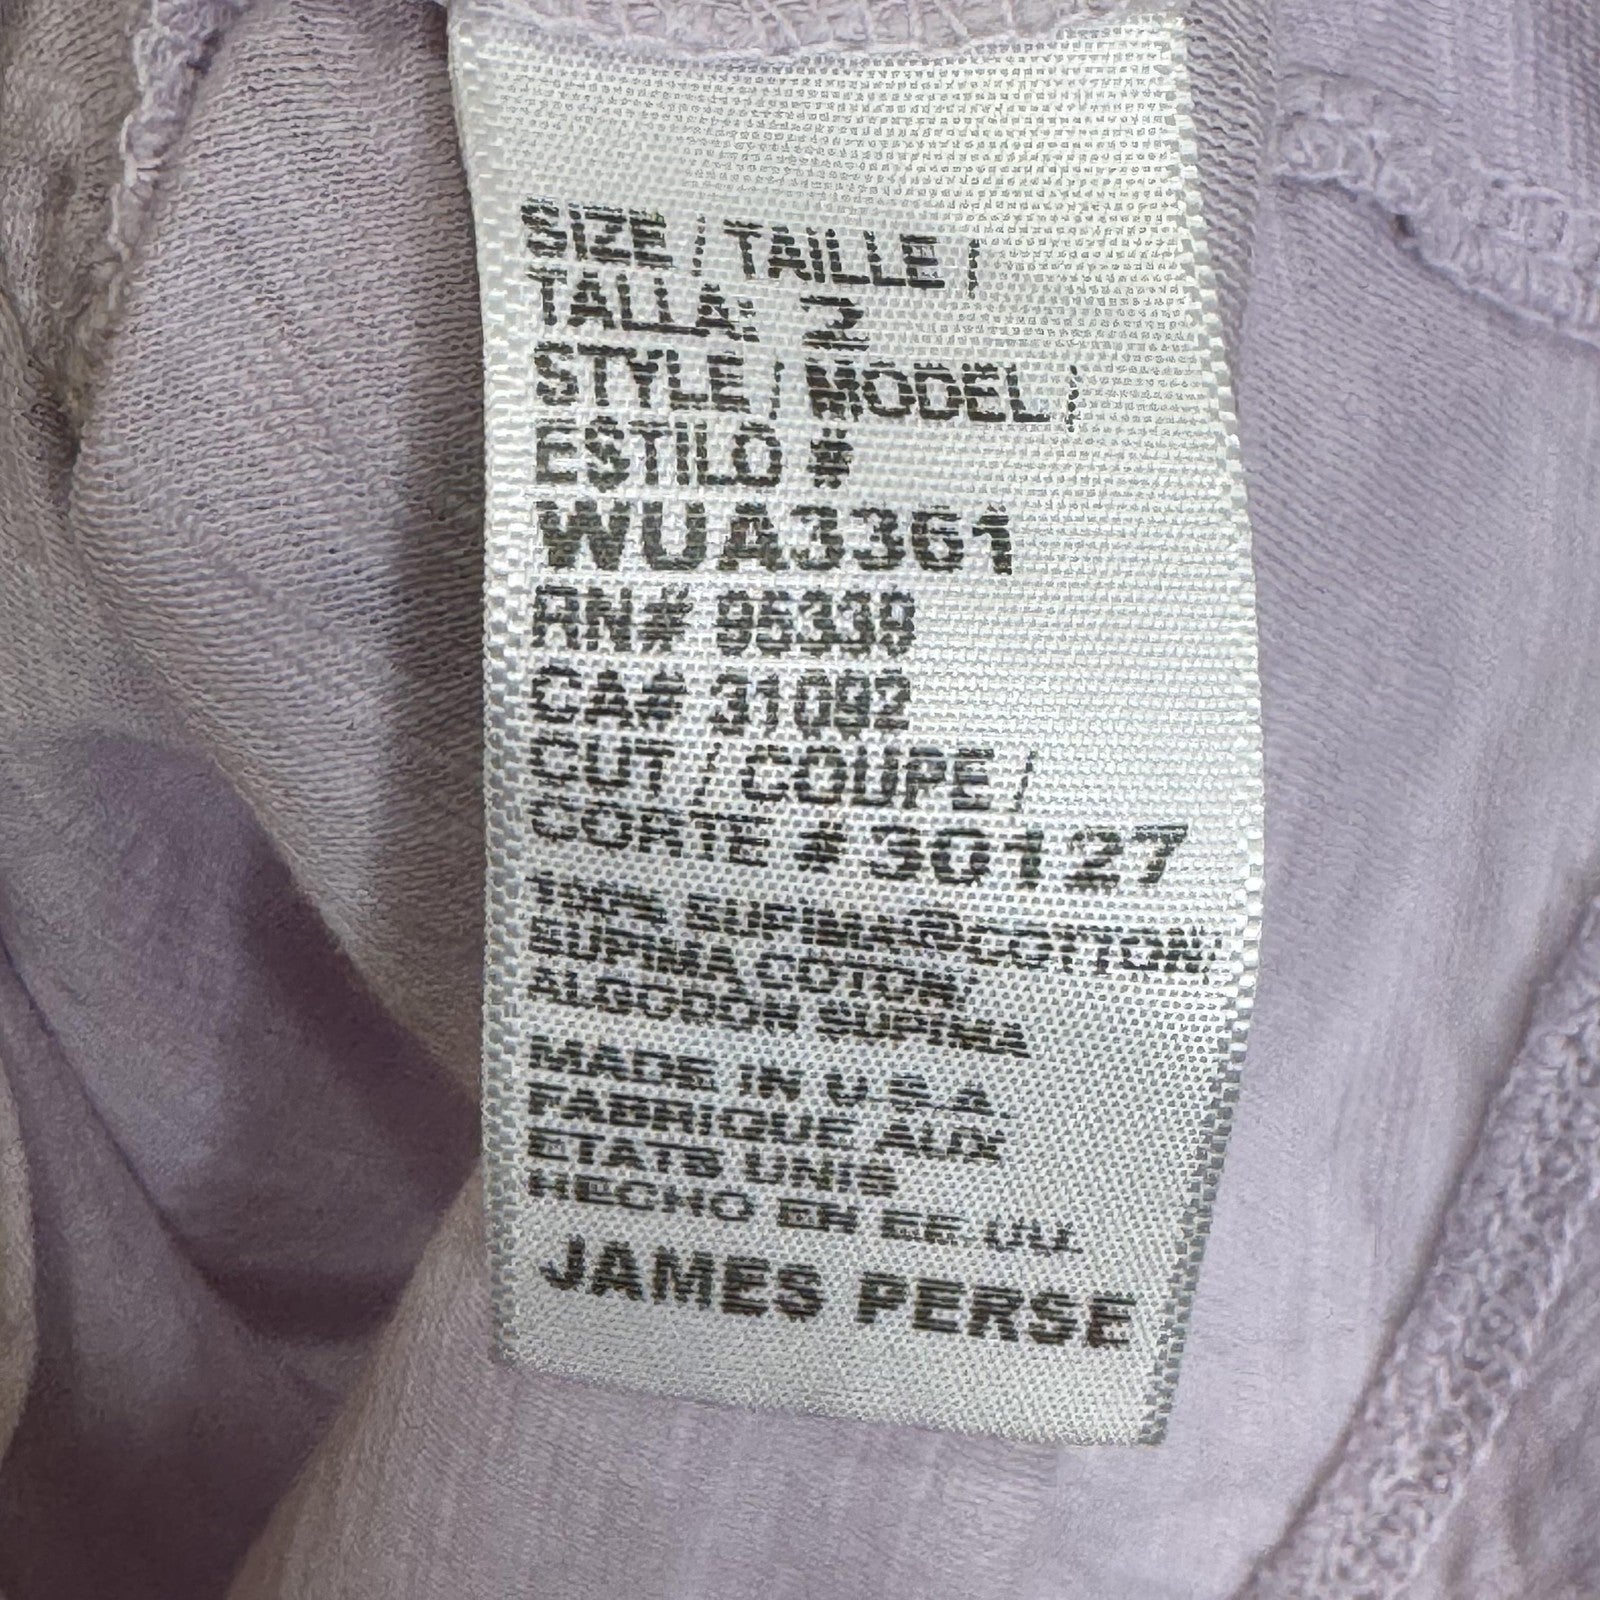 SIZE / TAILLE /
TALLA: 2
STYLE / MODEL /
ESTILO #
WUA3361
RN# 95339
CA# 31092
CUT / COUPE /
CORTE # 30127
100% SUPIMA® COTTON
SUPIMA COTON
ALGODON SUPIMA
MADE IN U.S.A.
FABRIQUE AUX
ETATS UNIS
HECHO EN EE.UU.
JAMES PERSE